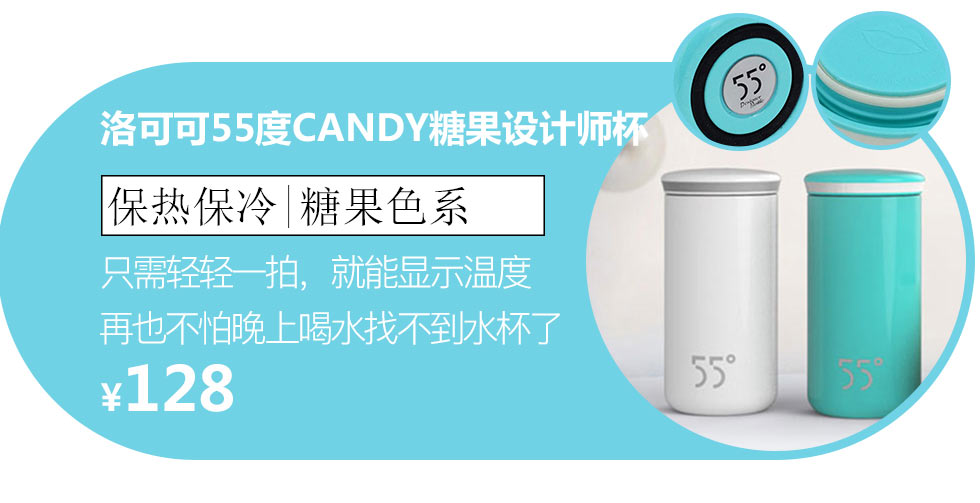 洛可可55度CANDY糖果设计师杯
保热保冷|糖果色系
只需轻轻一拍，就能显示温度
再也不怕晚上喝水找不到水杯了
¥128
55°
55°
55°